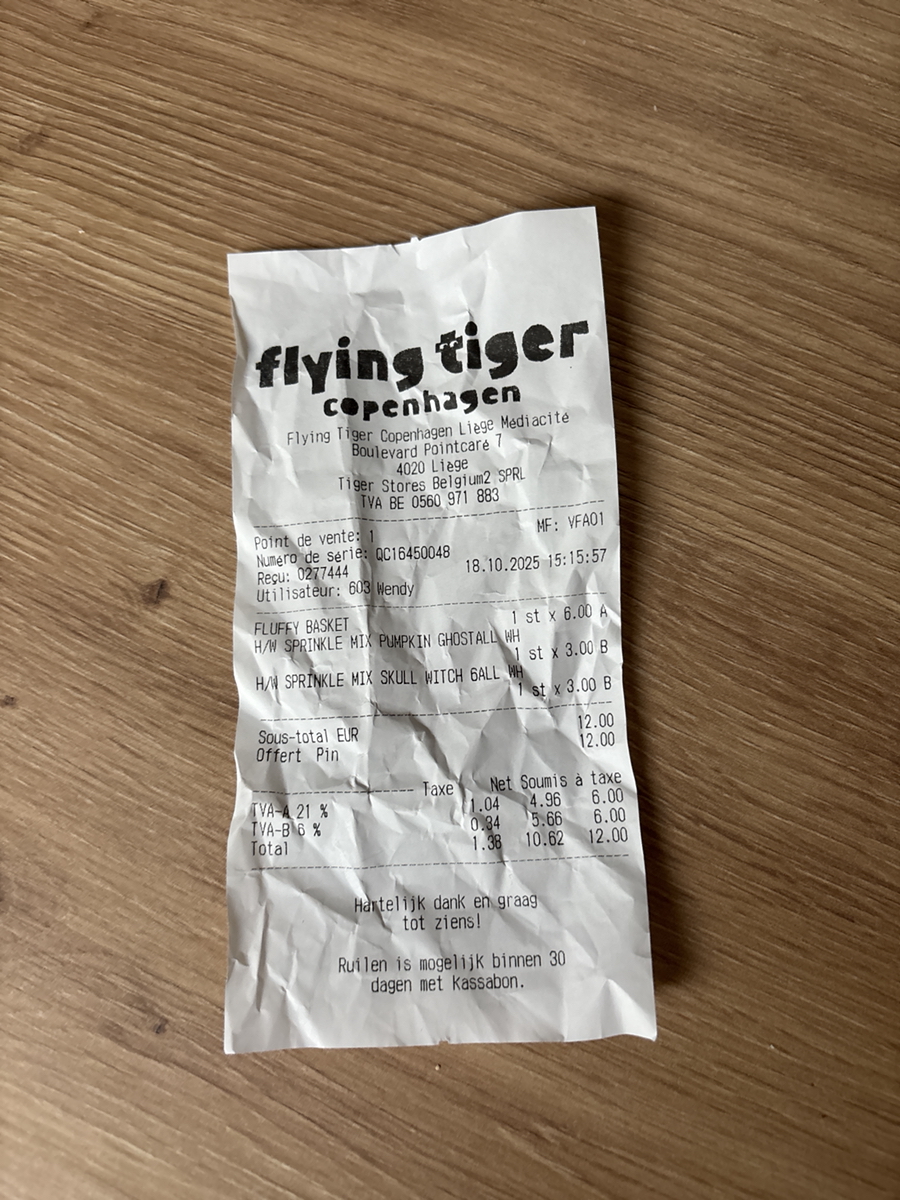 flying tiger
copenhagen
Flying Tiger Copenhagen Liège Médiacité
Boulevard Pointcaré 7
4020 Liège
Tiger Stores Belgium2 SPRL
TVA BE 0560 971 883
Point de vente: 1 MF: VFA01
Numéro de série: QC16450048
Reçu: 0277444 18.10.2025 15:15:57
Utilisateur: 603 Wendy
FLUFFY BASKET 1 st x 6.00 A
H/W SPRINKLE MIX PUMPKIN GHOSTALL WH
1 st x 3.00 B
H/W SPRINKLE MIX SKULL WITCH 6ALL WH
1 st x 3.00 B
Sous-total EUR 12.00
Offert Pin 12.00
Taxe Net Soumis à taxe
TVA-A 21 % 1.04 4.96 6.00
TVA-B 6 % 0.34 5.66 6.00
Total 1.38 10.62 12.00
Hartelijk dank en graag
tot ziens!
Ruilen is mogelijk binnen 30
dagen met kassabon.